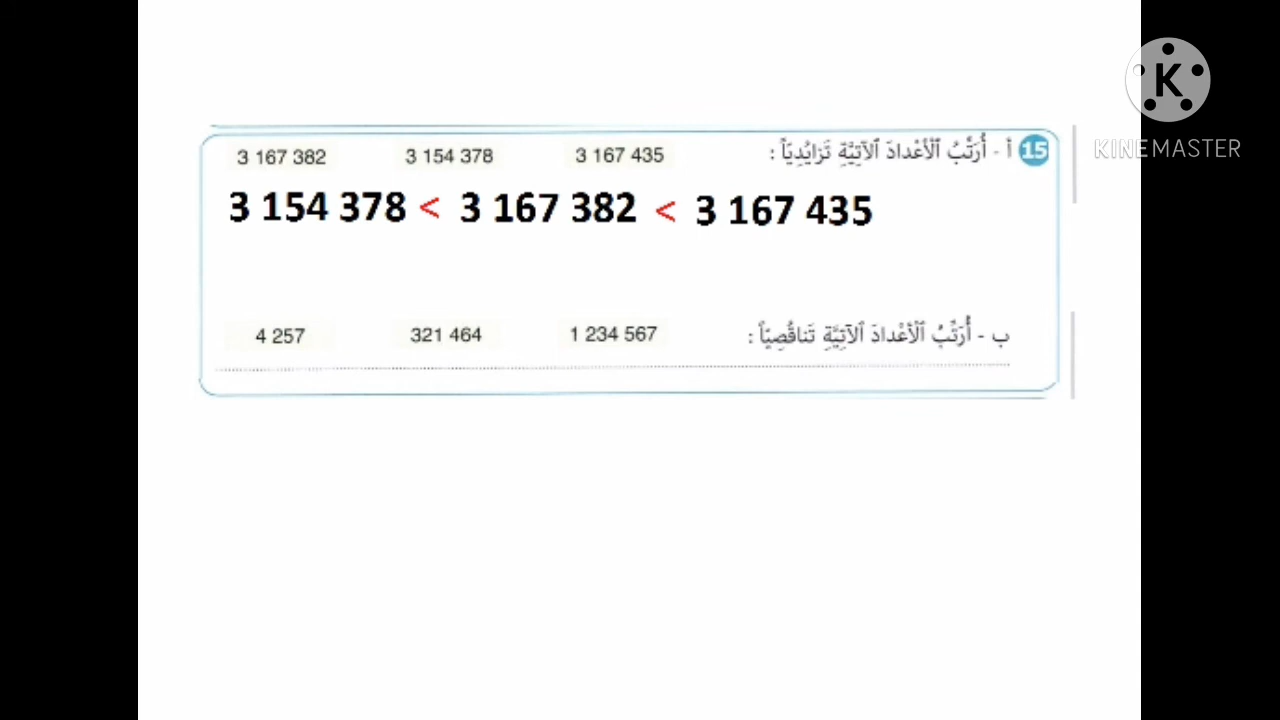 K
KINEMASTER
15 أ - أُرَتِّبُ ٱلْأَعْدادَ ٱلْآتِيَّةِ تَزايُدِيّاً : 3 167 435 3 154 378 3 167 382
3 154 378 < 3 167 382 < 3 167 435
ب - أُرَتِّبُ ٱلْأَعْدادَ ٱلْآتِيَّةِ تَناقُصِيّاً : 1 234 567 321 464 4 257